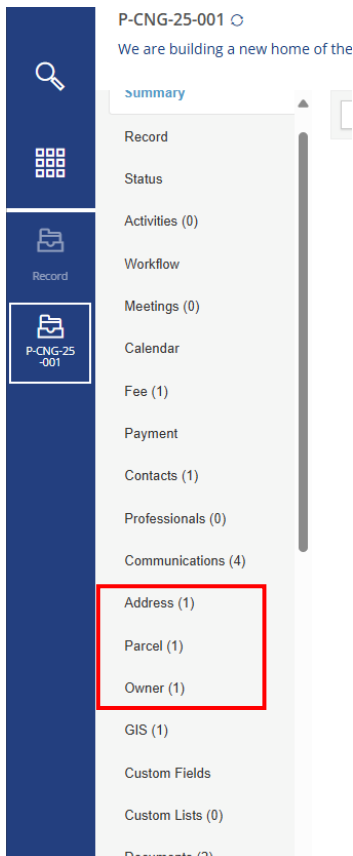 P-CNG-25-001
We are building a new home of the
Summary
Record
Status
Activities (0)
Workflow
Meetings (0)
Calendar
Fee (1)
Payment
Contacts (1)
Professionals (0)
Communications (4)
Address (1)
Parcel (1)
Owner (1)
GIS (1)
Custom Fields
Custom Lists (0)
Record
P-CNG-25
-001